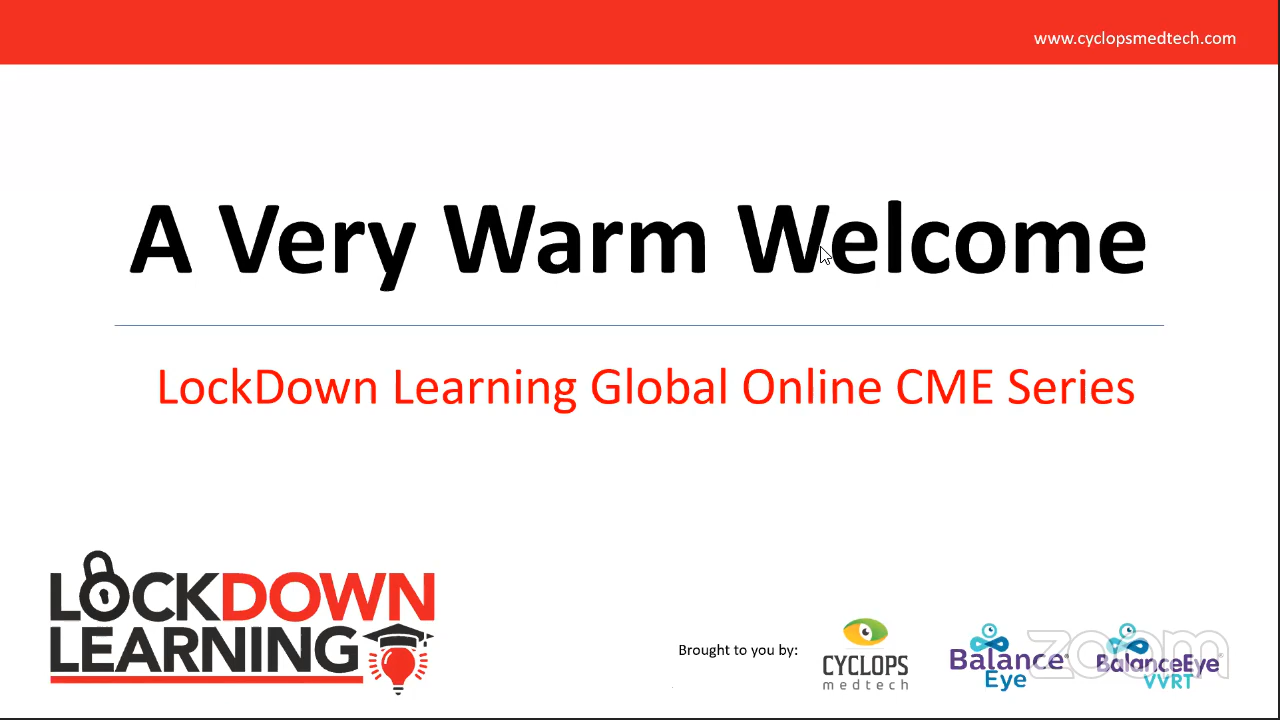 www.cyclopsmedtech.com
A Very Warm Welcome
LockDown Learning Global Online CME Series
LOCKDOWN
LEARNING
Brought to you by:
CYCLOPS
medtech
Balance
Eye
zoom
BalanceEye
VVRT